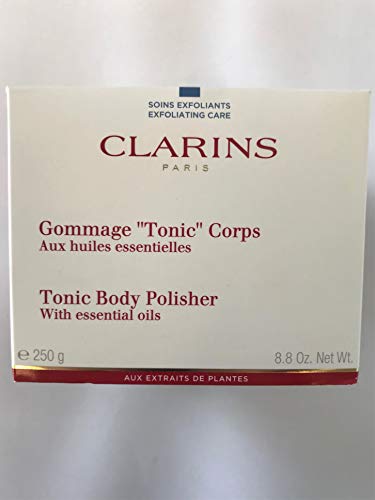 SOINS EXFOLIANTS
EXFOLIATING CARE
CLARINS
PARIS
Gommage "Tonic" Corps
Aux huiles essentielles
Tonic Body Polisher
With essential oils
℮ 250 g 8.8 Oz. Net Wt.
AUX EXTRAITS DE PLANTES